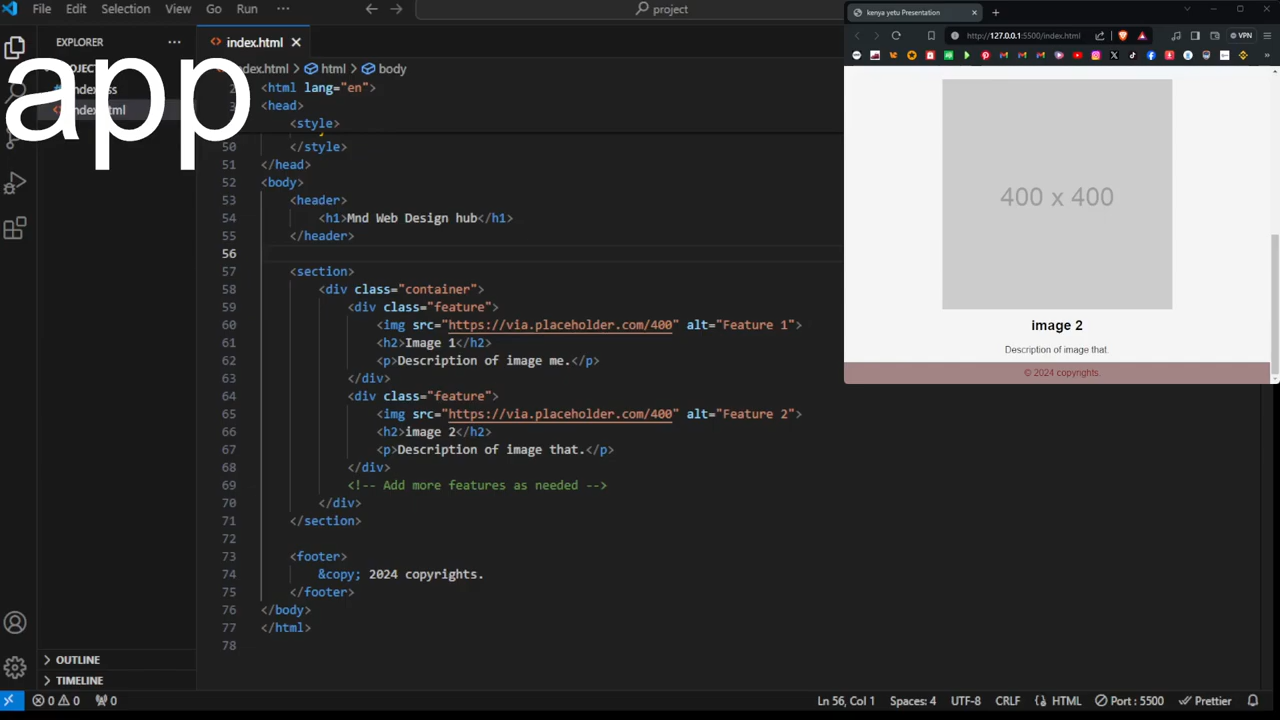 File Edit Selection View Go Run ···
project
EXPLORER ···
index.html ×
app
index.html > html > body
<html lang="en">
<head>
<style>
50 </style>
51 </head>
52 <body>
53 <header>
54 <h1>Mnd Web Design hub</h1>
55 </header>
56
57 <section>
58 <div class="container">
59 <div class="feature">
60 <img src="https://via.placeholder.com/400" alt="Feature 1">
61 <h2>Image 1</h2>
62 <p>Description of image me.</p>
63 </div>
64 <div class="feature">
65 <img src="https://via.placeholder.com/400" alt="Feature 2">
66 <h2>image 2</h2>
67 <p>Description of image that.</p>
68 </div>
69 <!-- Add more features as needed -->
70 </div>
71 </section>
72
73 <footer>
74 &copy; 2024 copyrights.
75 </footer>
76 </body>
77 </html>
78
OUTLINE
TIMELINE
0 0 0
Ln 56, Col 1 Spaces: 4 UTF-8 CRLF HTML Port : 5500 Prettier
kenya yetu Presentation
http://127.0.0.1:5500/index.html
VPN
400 x 400
image 2
Description of image that.
© 2024 copyrights.